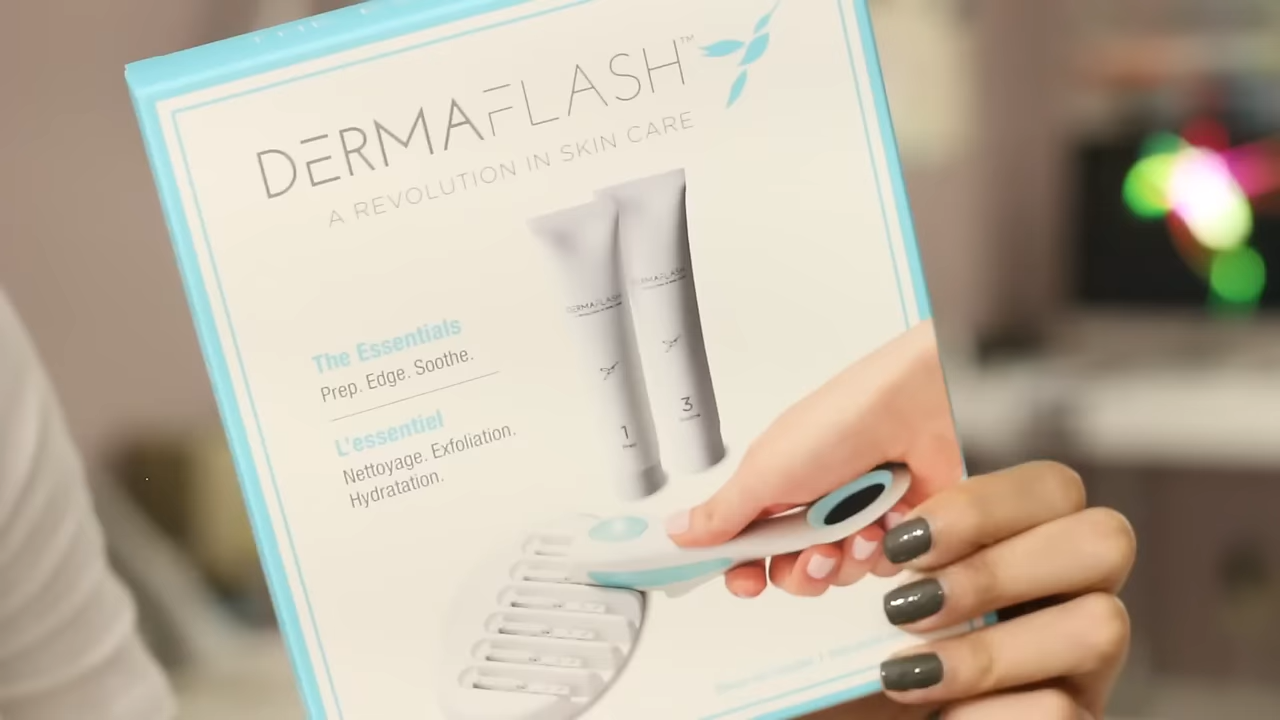 DERMAFLASH™
A REVOLUTION IN SKIN CARE
DERMAFLASH
DERMAFLASH
The Essentials
Prep. Edge. Soothe.
L'essentiel
Nettoyage. Exfoliation.
Hydratation.
3
1